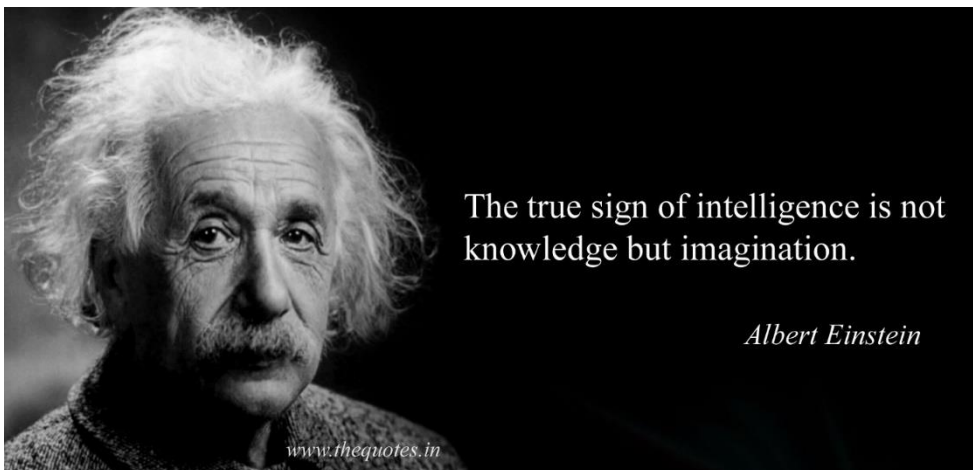 The true sign of intelligence is not
knowledge but imagination.
Albert Einstein
www.thequotes.in